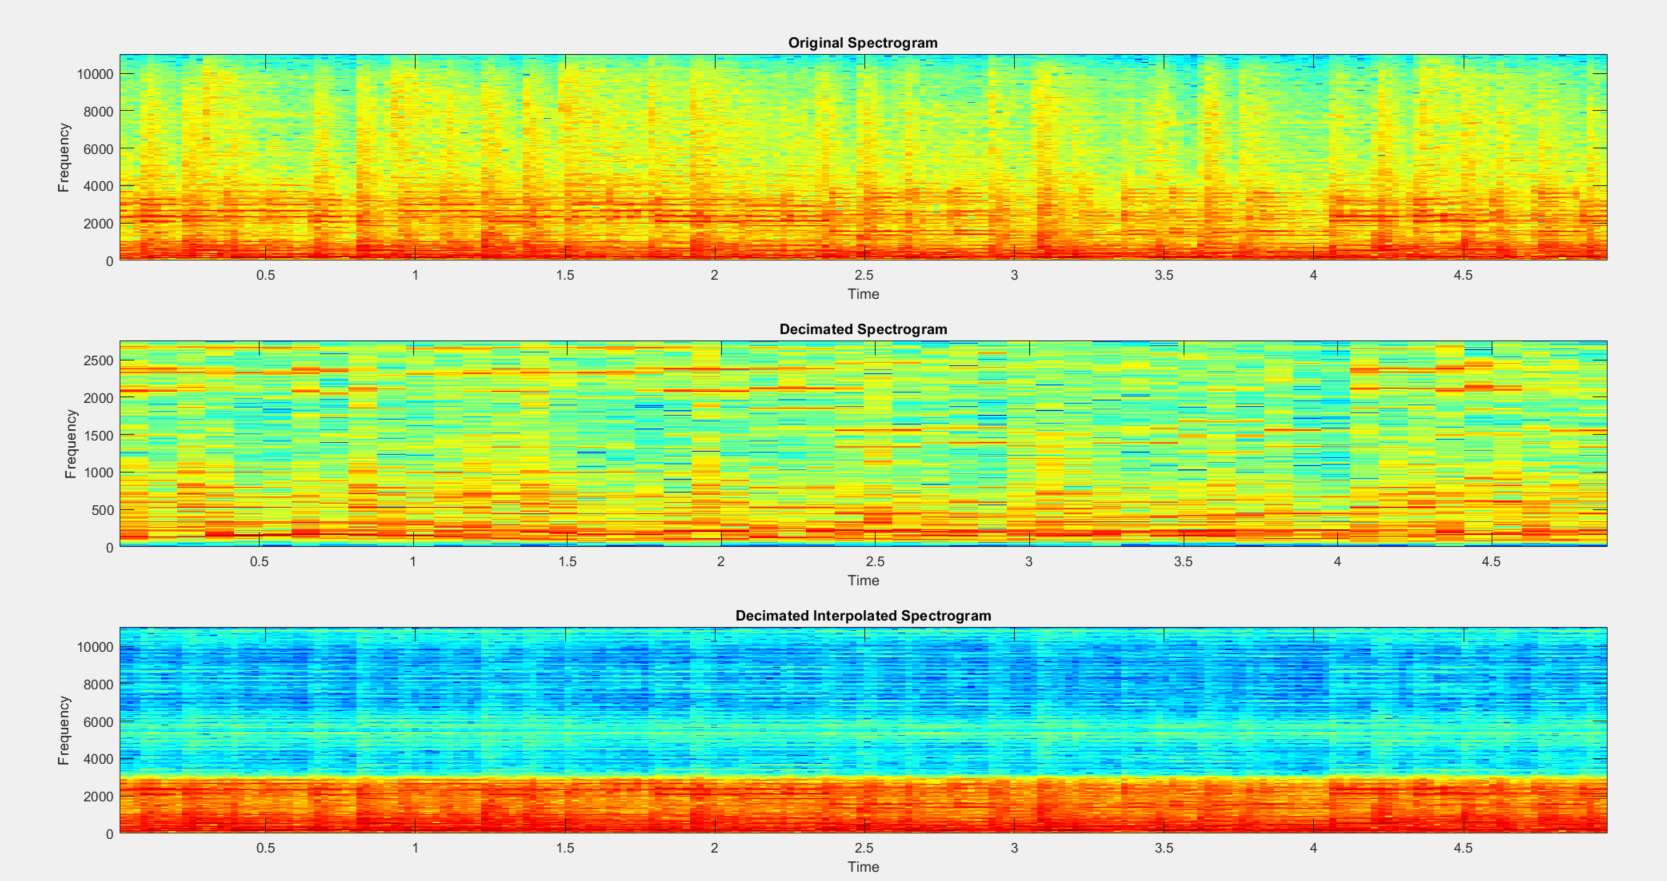 Original Spectrogram
10000
8000
6000
4000
2000
0
Frequency
0.5 1 1.5 2 2.5 3 3.5 4 4.5
Time
Decimated Spectrogram
2500
2000
1500
1000
500
0
Frequency
0.5 1 1.5 2 2.5 3 3.5 4 4.5
Time
Decimated Interpolated Spectrogram
10000
8000
6000
4000
2000
0
Frequency
0.5 1 1.5 2 2.5 3 3.5 4 4.5
Time